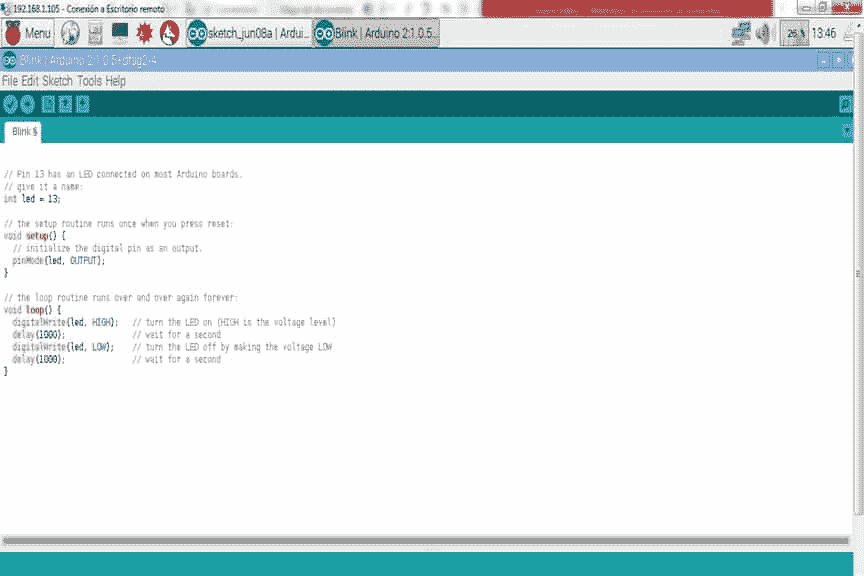 192.168.1.105 - Conexión a Escritorio remoto
Menu
sketch_jun08a | Ardui...
Blink | Arduino 2:1.0.5...
26 %
13:46
Blink | Arduino 2:1.0.5+dfsg2-4
File Edit Sketch Tools Help
Blink §
// Pin 13 has an LED connected on most Arduino boards.
// give it a name:
int led = 13;
// the setup routine runs once when you press reset:
void setup() {
// initialize the digital pin as an output.
pinMode(led, OUTPUT);
}
// the loop routine runs over and over again forever:
void loop() {
digitalWrite(led, HIGH);   // turn the LED on (HIGH is the voltage level)
delay(1000);               // wait for a second
digitalWrite(led, LOW);    // turn the LED off by making the voltage LOW
delay(1000);               // wait for a second
}